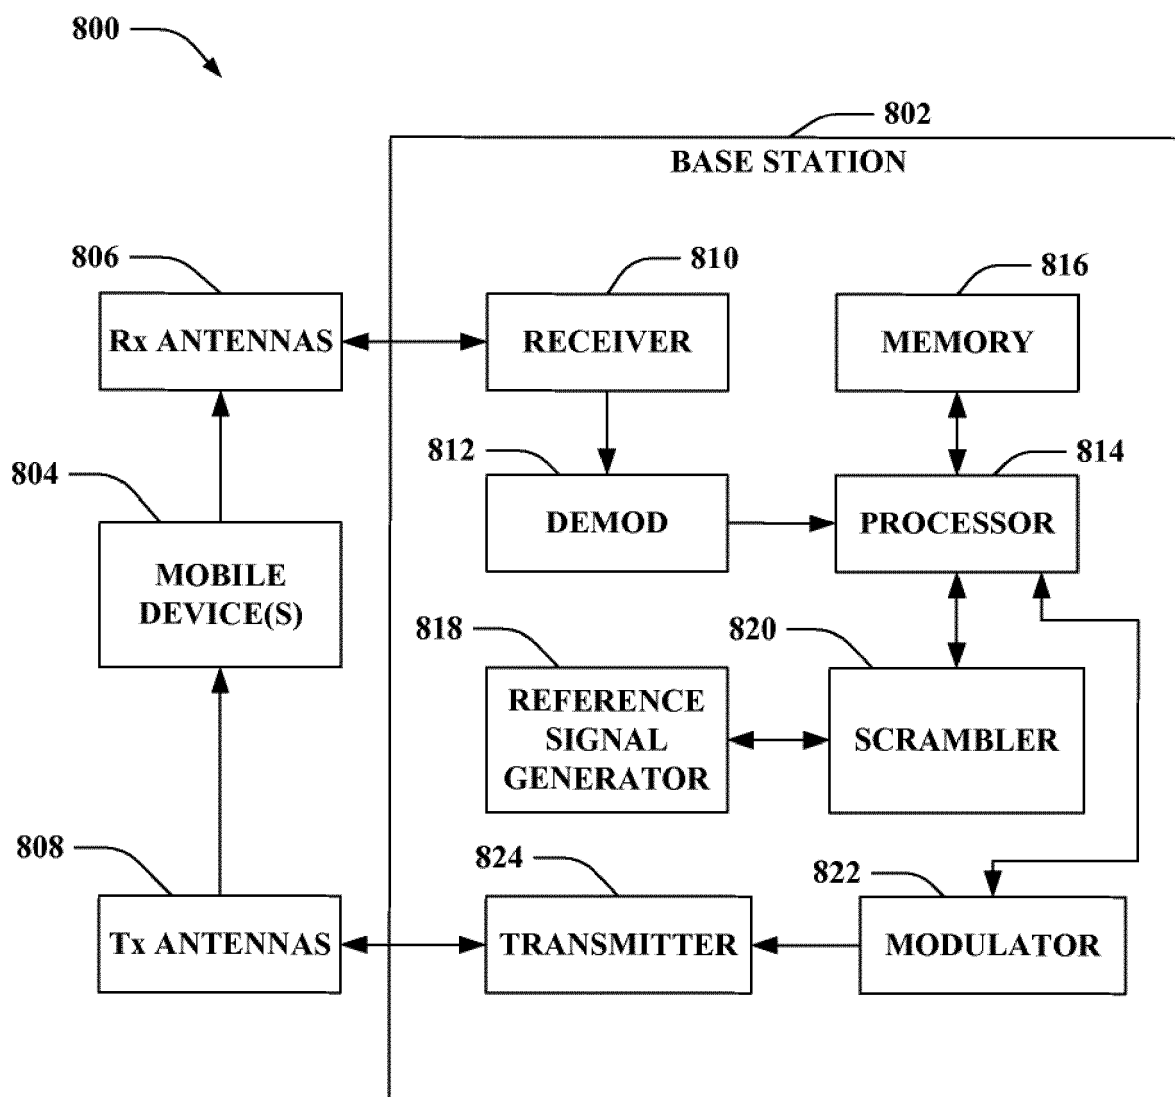 800
802
BASE STATION
806
810
816
Rx ANTENNAS
RECEIVER
MEMORY
804
812
814
DEMOD
PROCESSOR
MOBILE
DEVICE(S)
818
820
REFERENCE
SIGNAL
GENERATOR
SCRAMBLER
808
824
822
Tx ANTENNAS
TRANSMITTER
MODULATOR